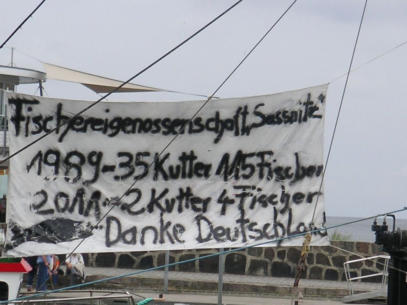 Fischereigenossenschaft „Sassnitz“
1989-35 Kutter 115 Fischer
2011-2 Kutter 4 Fischer
Danke Deutschland